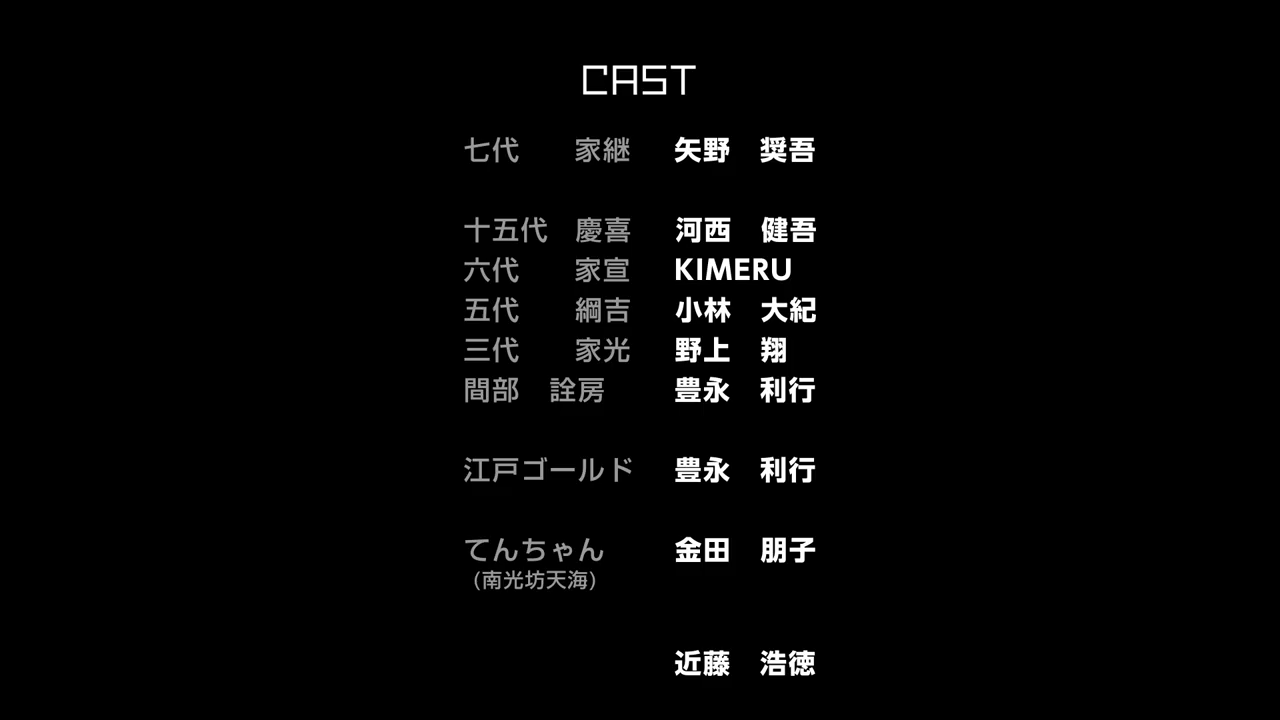 CAST
七代　　家継　矢野　奨吾
十五代　慶喜　河西　健吾
六代　　家宣　KIMERU
五代　　綱吉　小林　大紀
三代　　家光　野上　翔
間部　詮房　豊永　利行
江戸ゴールド　豊永　利行
てんちゃん　金田　朋子
(南光坊天海)
近藤　浩徳